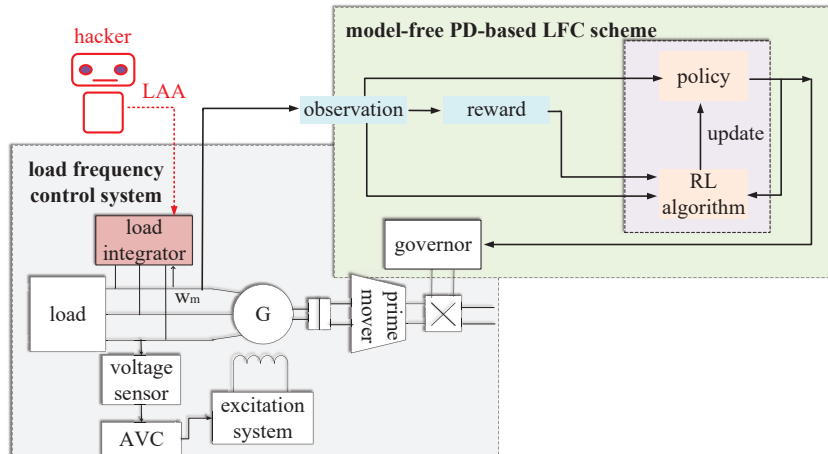 hacker
LAA
model-free PD-based LFC scheme
observation
reward
policy
update
RL
algorithm
load frequency
control system
load
integrator
governor
Wm
load
G
prime
mover
voltage
sensor
AVC
excitation
system